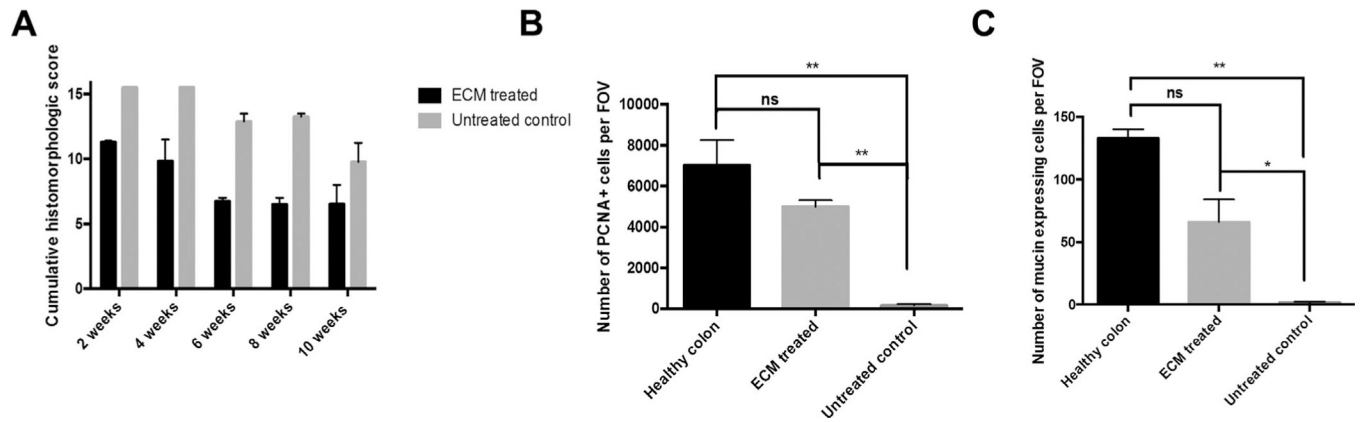 A
Cumulative histomorphologic score
15
10
5
0
2 weeks
4 weeks
6 weeks
8 weeks
10 weeks
ECM treated
Untreated control
B
Number of PCNA+ cells per FOV
10000
8000
6000
4000
2000
0
**
ns
**
Healthy colon
ECM treated
Untreated control
C
Number of mucin expressing cells per FOV
150
100
50
0
**
ns
*
Healthy colon
ECM treated
Untreated control